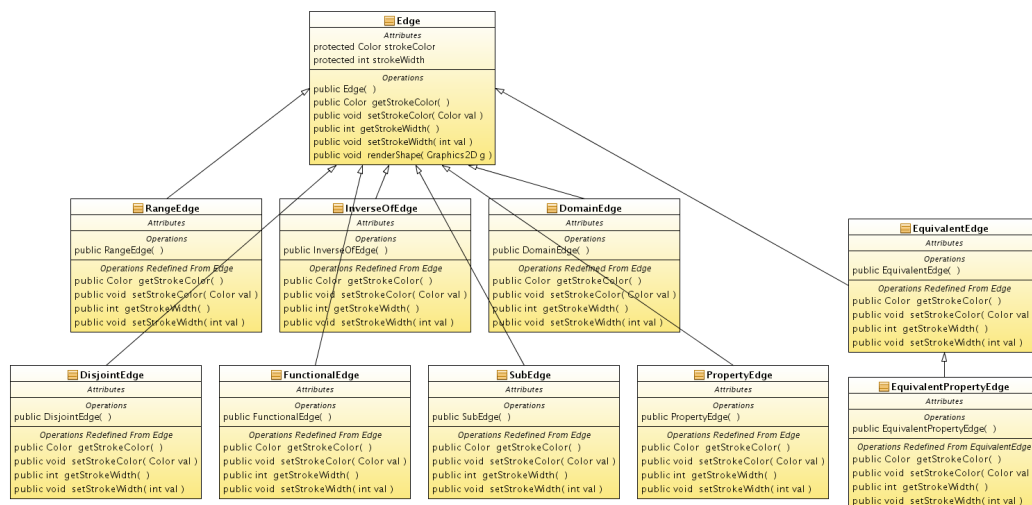 Edge
Attributes
protected Color strokeColor
protected int strokeWidth
Operations
public Edge( )
public Color getStrokeColor( )
public void setStrokeColor( Color val )
public int getStrokeWidth( )
public void setStrokeWidth( int val )
public void renderShape( Graphics2D g )
RangeEdge
Attributes
Operations
public RangeEdge( )
Operations Redefined From Edge
public Color getStrokeColor( )
public void setStrokeColor( Color val )
public int getStrokeWidth( )
public void setStrokeWidth( int val )
InverseOfEdge
Attributes
Operations
public InverseOfEdge( )
Operations Redefined From Edge
public Color getStrokeColor( )
public void setStrokeColor( Color val )
public int getStrokeWidth( )
public void setStrokeWidth( int val )
DomainEdge
Attributes
Operations
public DomainEdge( )
Operations Redefined From Edge
public Color getStrokeColor( )
public void setStrokeColor( Color val )
public int getStrokeWidth( )
public void setStrokeWidth( int val )
EquivalentEdge
Attributes
Operations
public EquivalentEdge( )
Operations Redefined From Edge
public Color getStrokeColor( )
public void setStrokeColor( Color val )
public int getStrokeWidth( )
public void setStrokeWidth( int val )
DisjointEdge
Attributes
Operations
public DisjointEdge( )
Operations Redefined From Edge
public Color getStrokeColor( )
public void setStrokeColor( Color val )
public int getStrokeWidth( )
public void setStrokeWidth( int val )
FunctionalEdge
Attributes
Operations
public FunctionalEdge( )
Operations Redefined From Edge
public Color getStrokeColor( )
public void setStrokeColor( Color val )
public int getStrokeWidth( )
public void setStrokeWidth( int val )
SubEdge
Attributes
Operations
public SubEdge( )
Operations Redefined From Edge
public Color getStrokeColor( )
public void setStrokeColor( Color val )
public int getStrokeWidth( )
public void setStrokeWidth( int val )
PropertyEdge
Attributes
Operations
public PropertyEdge( )
Operations Redefined From Edge
public Color getStrokeColor( )
public void setStrokeColor( Color val )
public int getStrokeWidth( )
public void setStrokeWidth( int val )
EquivalentPropertyEdge
Attributes
Operations
public EquivalentPropertyEdge( )
Operations Redefined From EquivalentEdge
public Color getStrokeColor( )
public void setStrokeColor( Color val
public int getStrokeWidth( )
public void setStrokeWidth( int val )